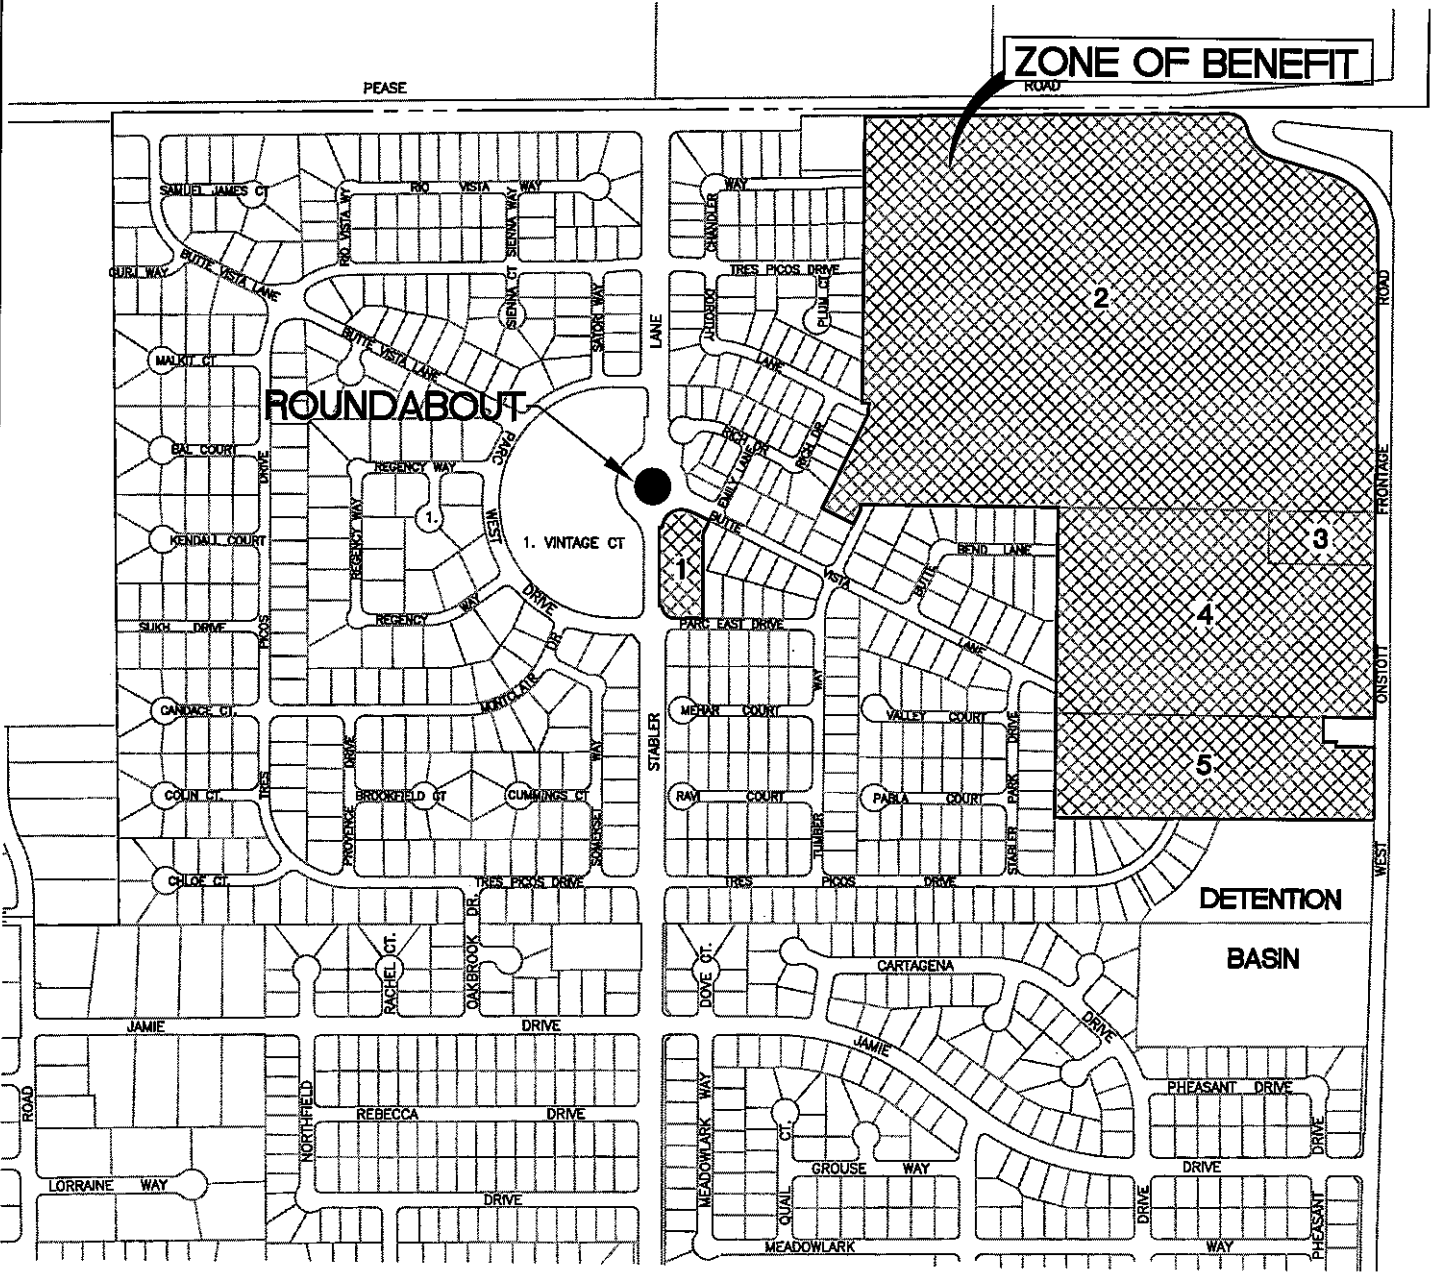 ZONE OF BENEFIT
PEASE
ROAD
SAMUEL JAMES CT
RIO VISTA WAY
WAY
RIO VISTA WY
SIENNA WAY
CHANDLER
GURJ WAY
BUTTE VISTA LANE
TRES PICOS DRIVE
SIENNA CT
SATORI WAY
LANE
DOROTHY
PLUM CT
2
ROAD
MALKIT CT
BUTTE VISTA LANE
LANE
ROUNDABOUT
PARC
RICH DR
RICH DR
BAL COURT
DRIVE
REGENCY WAY
EMILY LANE
FRONTAGE
REGENCY WAY
1.
WEST
BUTTE
KENDALL COURT
1. VINTAGE CT
BEND LANE
3
1
VISTA
BUTTE
DRIVE
WAY
REGENCY
4
SUKH DRIVE
PICOS
PARC EAST DRIVE
DR
LANE
MONTCLAIR
WAY
ONSTOTT
CANDACE CT.
MEHAR COURT
VALLEY COURT
DRIVE
STABLER
DRIVE
WAY
5
TRES
COLIN CT.
BROOKFIELD CT
CUMMINGS CT
RAVI COURT
PABLA COURT
PARK
PROVENCE
SOMERSET
TUMBER
STABLER
WEST
CHLOE CT.
TRES PICOS DRIVE
TRES PICOS DRIVE
DETENTION
OAKBROOK DR.
RACHEL CT.
DOVE CT.
CARTAGENA
BASIN
JAMIE
DRIVE
DRIVE
JAMIE
PHEASANT DRIVE
ROAD
NORTHFIELD
REBECCA DRIVE
MEADOWLARK WAY
CT.
DRIVE
GROUSE WAY
DRIVE
LORRAINE WAY
DRIVE
QUAIL
DRIVE
PHEASANT
MEADOWLARK WAY